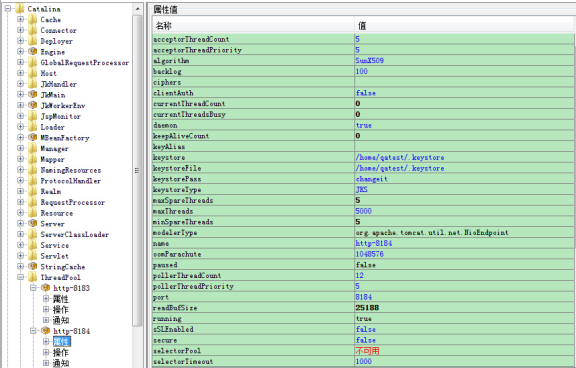 Catalina
Cache
Connector
Deployer
Engine
GlobalRequestProcessor
Host
JkHandler
JkMain
JkWorkerEnv
JspMonitor
Loader
MBeanFactory
Manager
Mapper
NamingResources
ProtocolHandler
Realm
RequestProcessor
Resource
Server
ServerClassLoader
Service
Servlet
StringCache
ThreadPool
http-8183
属性
操作
通知
http-8184
属性
操作
通知
属性值
名称 值
acceptorThreadCount 5
acceptorThreadPriority 5
algorithm SunX509
backlog 100
ciphers
clientAuth false
currentThreadCount 0
currentThreadsBusy 0
daemon true
keepAliveCount 0
keyAlias
keystore /home/qatest/.keystore
keystoreFile /home/qatest/.keystore
keystorePass changeit
keystoreType JKS
maxSpareThreads 5
maxThreads 5000
minSpareThreads 5
modelerType org.apache.tomcat.util.net.NioEndpoint
name http-8184
oomParachute 1048576
paused false
pollerThreadCount 12
pollerThreadPriority 5
port 8184
readBufSize 25188
running true
sSLEnabled false
secure false
selectorPool 不可用
selectorTimeout 1000